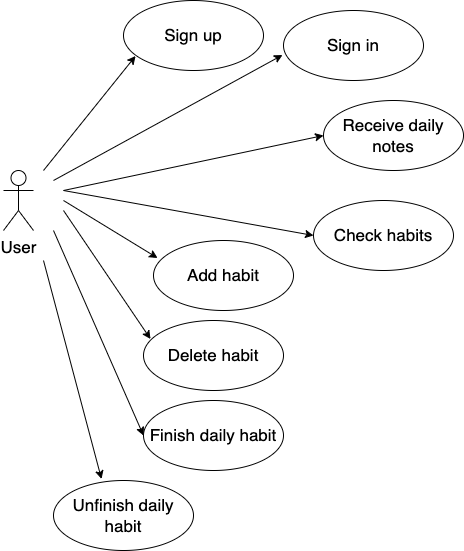 Sign up
Sign in
Receive daily
notes
User
Check habits
Add habit
Delete habit
Finish daily habit
Unfinish daily
habit